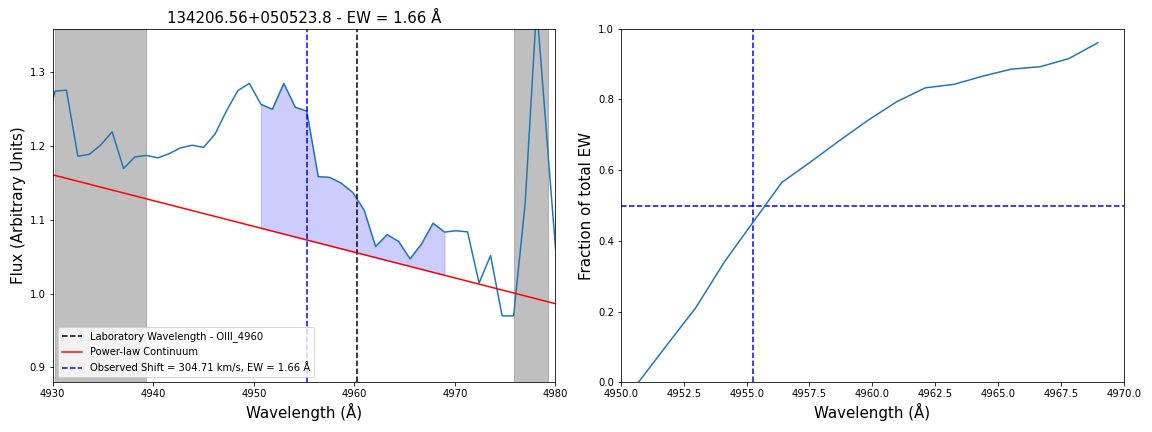 134206.56+050523.8 - EW = 1.66 Å
Flux (Arbitrary Units)
1.3
1.2
1.1
1.0
0.9
Laboratory Wavelength - OIII_4960
Power-law Continuum
Observed Shift = 304.71 km/s, EW = 1.66 Å
4930 4940 4950 4960 4970 4980
Wavelength (Å)
Fraction of total EW
1.0
0.8
0.6
0.4
0.2
0.0
4950.0 4952.5 4955.0 4957.5 4960.0 4962.5 4965.0 4967.5 4970.0
Wavelength (Å)